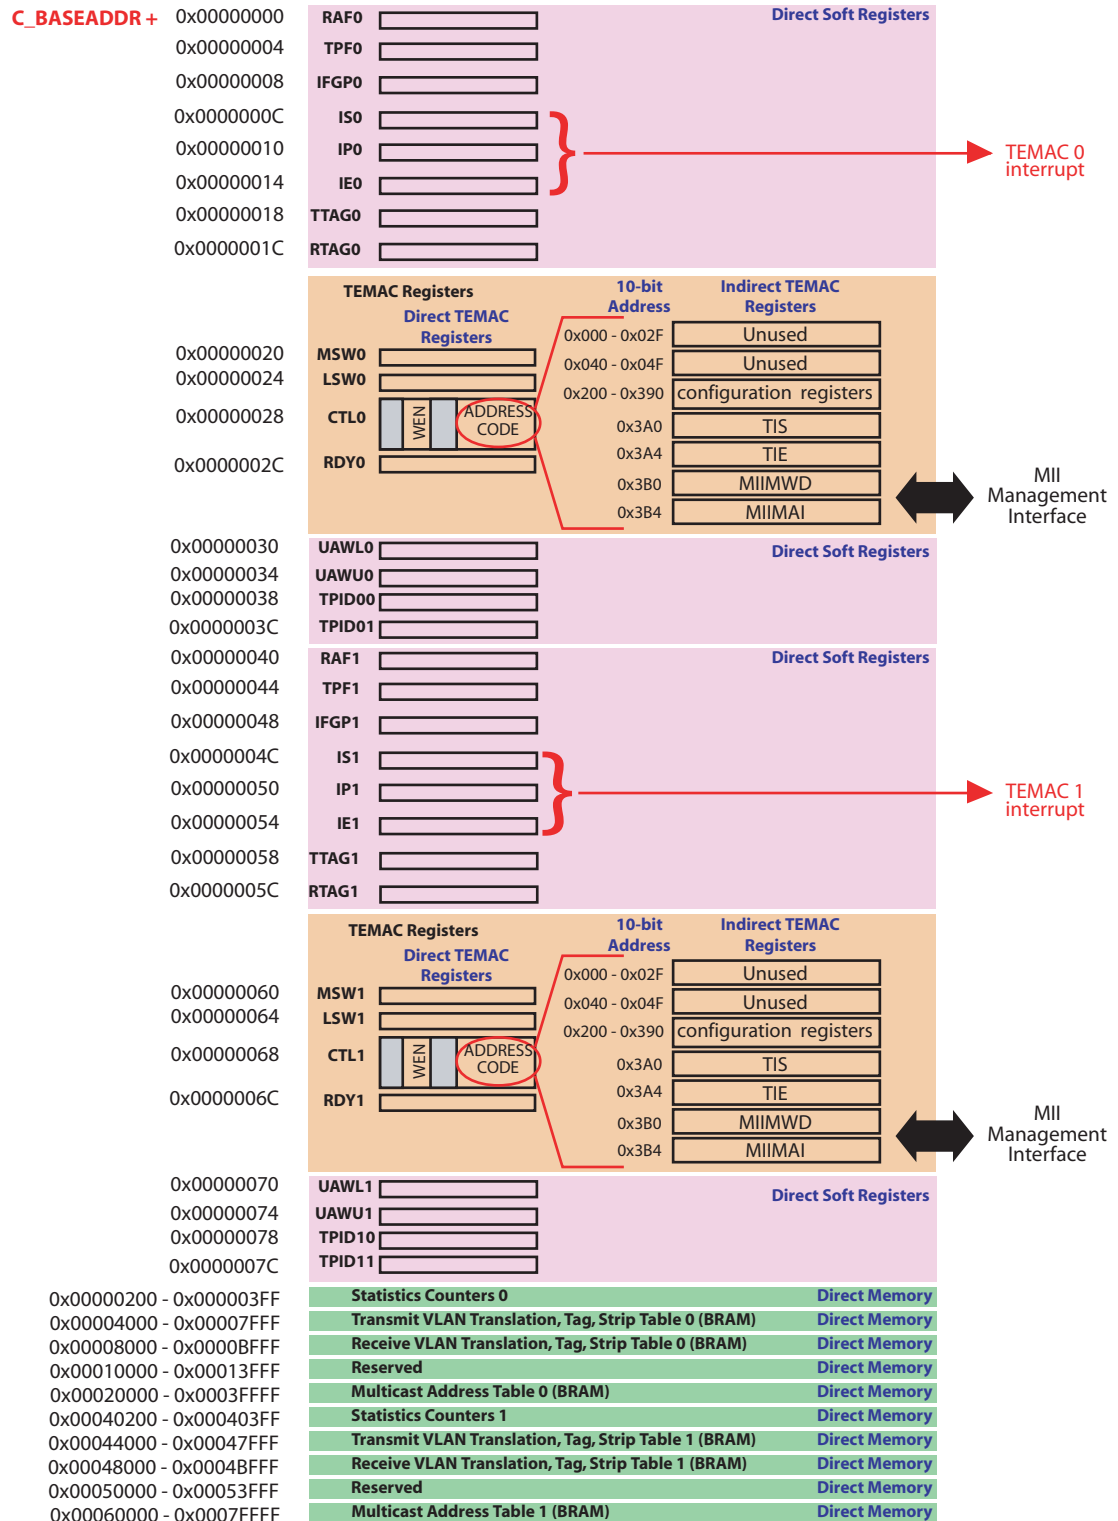 C_BASEADDR + 0x00000000 RAF0 Direct Soft Registers
0x00000004 TPF0
0x00000008 IFGP0
0x0000000C IS0
0x00000010 IP0 TEMAC 0
interrupt
0x00000014 IE0
0x00000018 TTAG0
0x0000001C RTAG0
TEMAC Registers 10-bit Indirect TEMAC
Address Registers
Direct TEMAC
Registers
0x000 - 0x02F Unused
0x00000020 MSW0
0x040 - 0x04F Unused
0x00000024 LSW0
0x200 - 0x390 configuration registers
0x00000028 CTL0 WEN ADDRESS
CODE
0x3A0 TIS
0x3A4 TIE
0x0000002C RDY0
0x3B0 MIIMWD
0x3B4 MIIMAI
MII
Management
Interface
0x00000030 UAWL0 Direct Soft Registers
0x00000034 UAWU0
0x00000038 TPID00
0x0000003C TPID01
0x00000040 RAF1 Direct Soft Registers
0x00000044 TPF1
0x00000048 IFGP1
0x0000004C IS1
0x00000050 IP1 TEMAC 1
interrupt
0x00000054 IE1
0x00000058 TTAG1
0x0000005C RTAG1
TEMAC Registers 10-bit Indirect TEMAC
Address Registers
Direct TEMAC
Registers
0x000 - 0x02F Unused
0x00000060 MSW1
0x040 - 0x04F Unused
0x00000064 LSW1
0x200 - 0x390 configuration registers
0x00000068 CTL1 WEN ADDRESS
CODE
0x3A0 TIS
0x3A4 TIE
0x0000006C RDY1
0x3B0 MIIMWD
0x3B4 MIIMAI
MII
Management
Interface
0x00000070 UAWL1 Direct Soft Registers
0x00000074 UAWU1
0x00000078 TPID10
0x0000007C TPID11
0x00000200 - 0x000003FF Statistics Counters 0 Direct Memory
0x00004000 - 0x00007FFF Transmit VLAN Translation, Tag, Strip Table 0 (BRAM) Direct Memory
0x00008000 - 0x0000BFFF Receive VLAN Translation, Tag, Strip Table 0 (BRAM) Direct Memory
0x00010000 - 0x00013FFF Reserved Direct Memory
0x00020000 - 0x0003FFFF Multicast Address Table 0 (BRAM) Direct Memory
0x00040200 - 0x000403FF Statistics Counters 1 Direct Memory
0x00044000 - 0x00047FFF Transmit VLAN Translation, Tag, Strip Table 1 (BRAM) Direct Memory
0x00048000 - 0x0004BFFF Receive VLAN Translation, Tag, Strip Table 1 (BRAM) Direct Memory
0x00050000 - 0x00053FFF Reserved Direct Memory
0x00060000 - 0x0007FFFF Multicast Address Table 1 (BRAM) Direct Memory